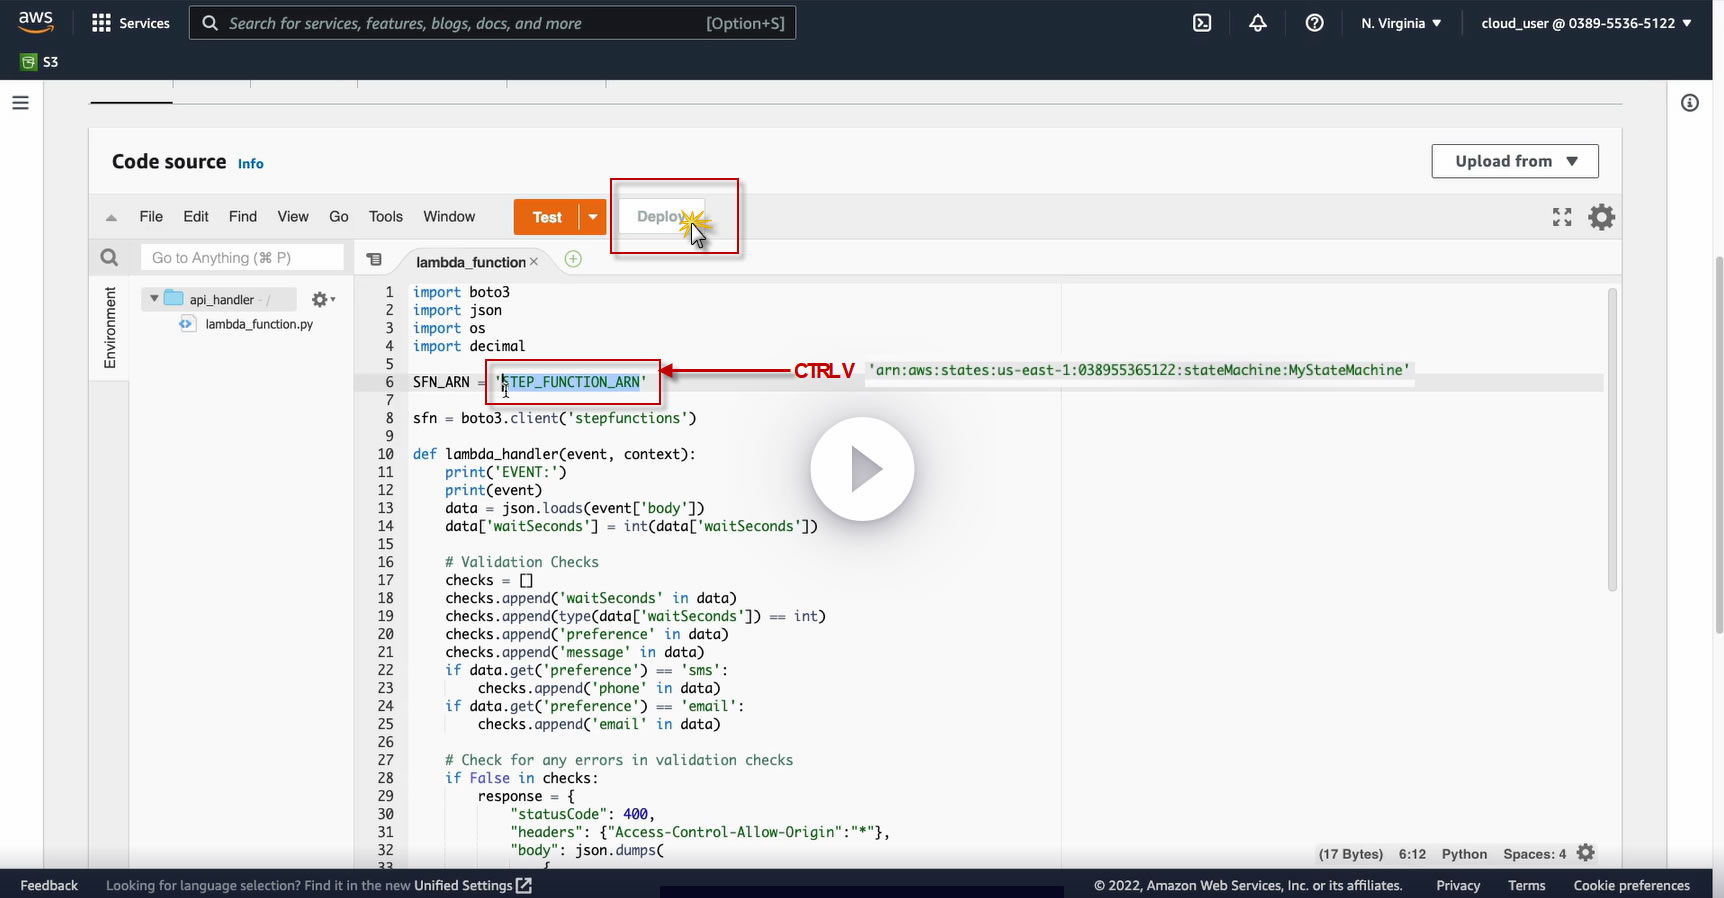 aws Services Search for services, features, blogs, docs, and more [Option+S] N. Virginia ▼ cloud_user @ 0389-5536-5122 ▼
S3
Code source Info Upload from ▼
File Edit Find View Go Tools Window Test Deploy
Go to Anything (⌘ P) lambda_function ×
Environment
api_handler - /
lambda_function.py
1 import boto3
2 import json
3 import os
4 import decimal
5
6 SFN_ARN = 'STEP_FUNCTION_ARN' CTRL V 'arn:aws:states:us-east-1:038955365122:stateMachine:MyStateMachine'
7
8 sfn = boto3.client('stepfunctions')
9
10 def lambda_handler(event, context):
11 print('EVENT:')
12 print(event)
13 data = json.loads(event['body'])
14 data['waitSeconds'] = int(data['waitSeconds'])
15
16 # Validation Checks
17 checks = []
18 checks.append('waitSeconds' in data)
19 checks.append(type(data['waitSeconds']) == int)
20 checks.append('preference' in data)
21 checks.append('message' in data)
22 if data.get('preference') == 'sms':
23 checks.append('phone' in data)
24 if data.get('preference') == 'email':
25 checks.append('email' in data)
26
27 # Check for any errors in validation checks
28 if False in checks:
29 response = {
30 "statusCode": 400,
31 "headers": {"Access-Control-Allow-Origin":"*"},
32 "body": json.dumps(
33 {
(17 Bytes) 6:12 Python Spaces: 4
Feedback Looking for language selection? Find it in the new Unified Settings © 2022, Amazon Web Services, Inc. or its affiliates. Privacy Terms Cookie preferences